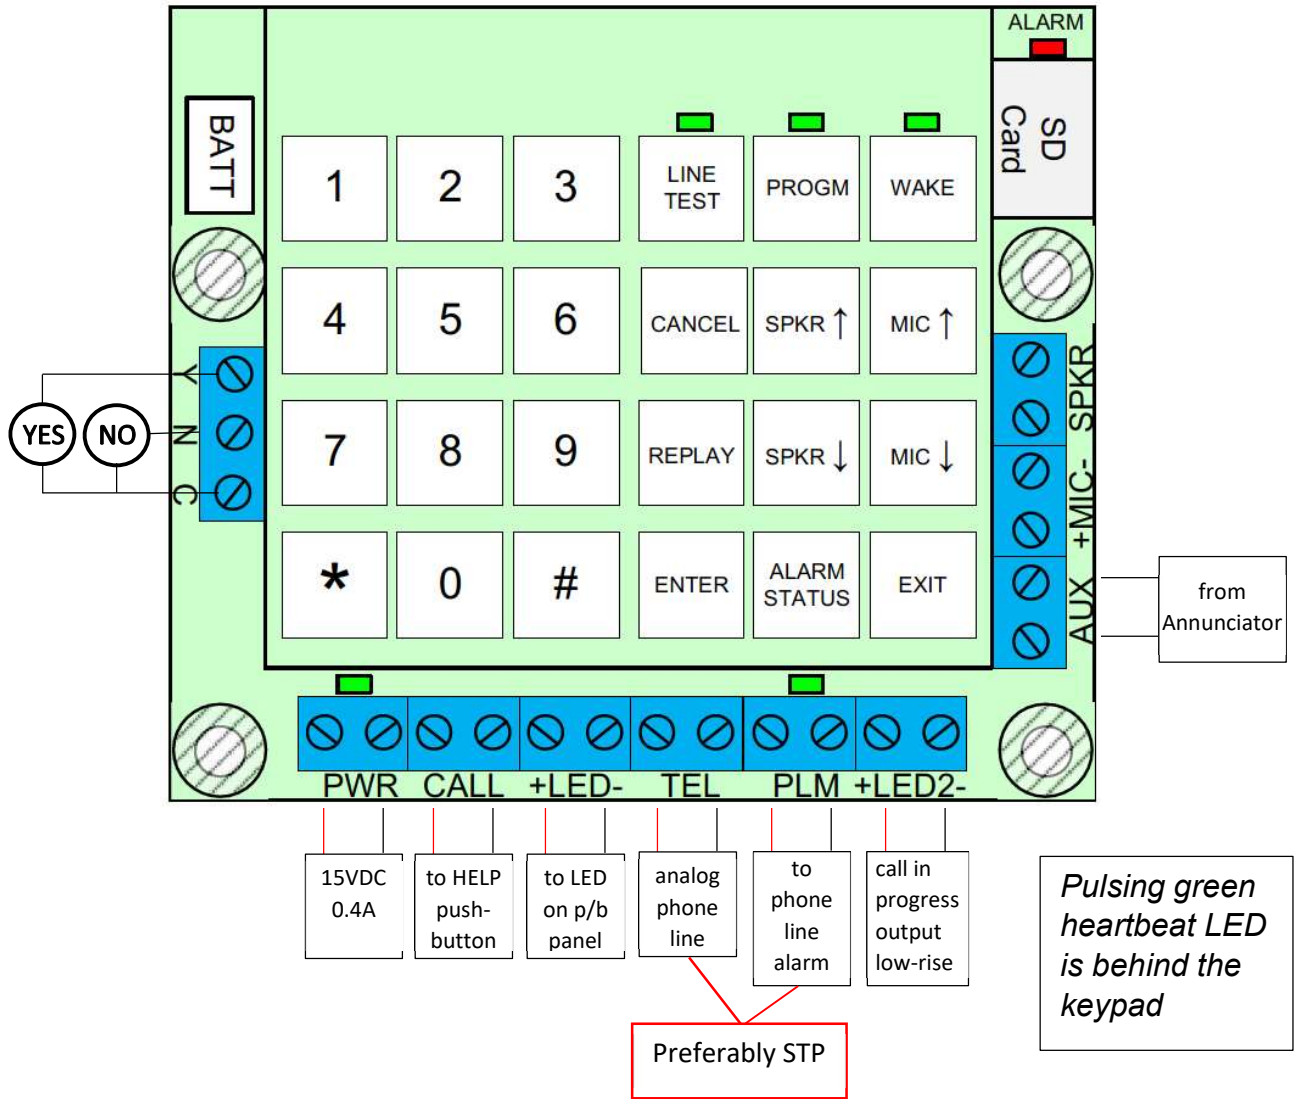 ALARM
SD
Card
BATT
1
2
3
LINE
TEST
PROGM
WAKE
4
5
6
CANCEL
SPKR ↑
MIC ↑
7
8
9
REPLAY
SPKR ↓
MIC ↓
*
0
#
ENTER
ALARM
STATUS
EXIT
YES
NO
Y
N
C
SPKR
+MIC-
AUX
from
Annunciator
PWR
CALL
+LED-
TEL
PLM
+LED2-
15VDC
0.4A
to HELP
push-
button
to LED
on p/b
panel
analog
phone
line
to
phone
line
alarm
call in
progress
output
low-rise
Preferably STP
Pulsing green
heartbeat LED
is behind the
keypad